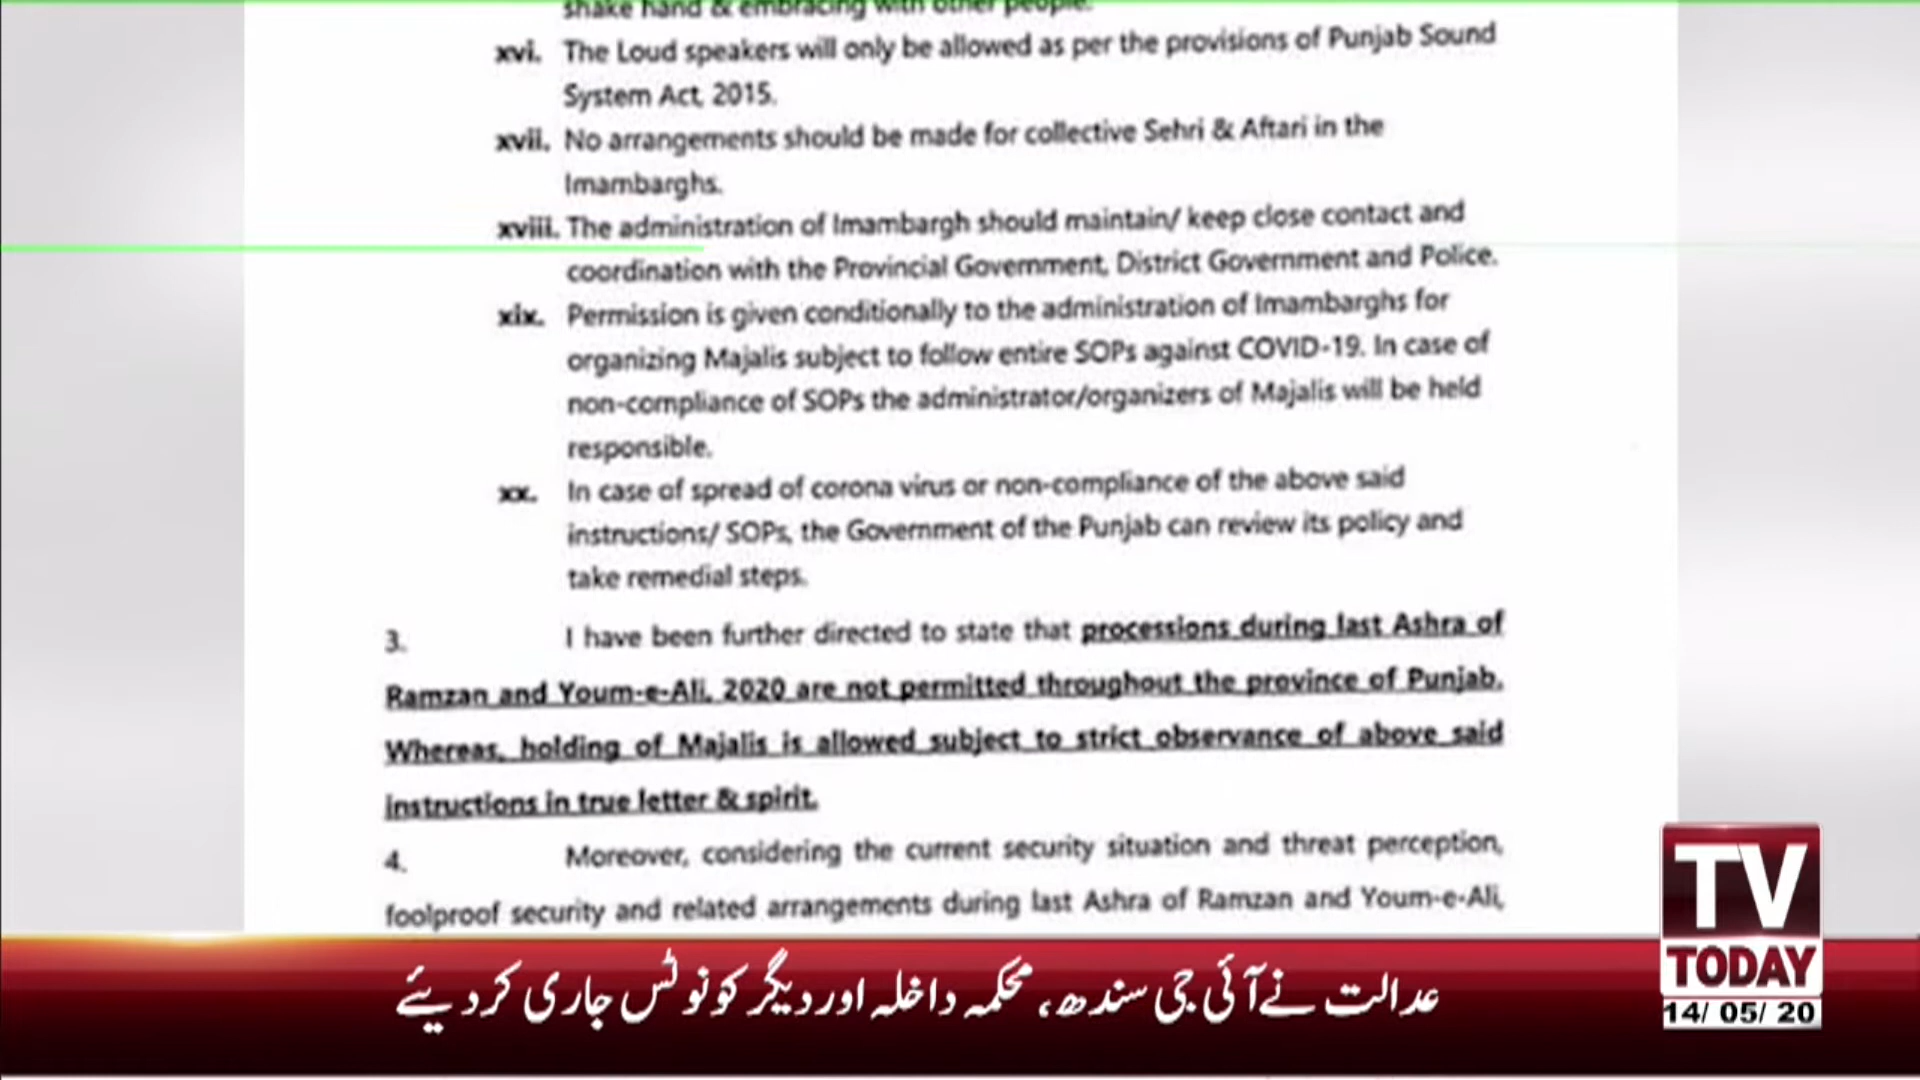 shake hand & embracing with other people.
xvi. The Loud speakers will only be allowed as per the provisions of Punjab Sound
System Act, 2015.
xvii. No arrangements should be made for collective Sehri & Aftari in the
Imambarghs.
xviii. The administration of Imambargh should maintain/ keep close contact and
coordination with the Provincial Government, District Government and Police.
xix. Permission is given conditionally to the administration of Imambarghs for
organizing Majalis subject to follow entire SOPs against COVID-19. In case of
non-compliance of SOPs the administrator/organizers of Majalis will be held
responsible.
xx. In case of spread of corona virus or non-compliance of the above said
instructions/ SOPs, the Government of the Punjab can review its policy and
take remedial steps.
3. I have been further directed to state that processions during last Ashra of
Ramzan and Youm-e-Ali, 2020 are not permitted throughout the province of Punjab.
Whereas, holding of Majalis is allowed subject to strict observance of above said
instructions in true letter & spirit.
4. Moreover, considering the current security situation and threat perception,
foolproof security and related arrangements during last Ashra of Ramzan and Youm-e-Ali,
عدالت نے آئی جی سندھ، محکمہ داخلہ اور دیگر کو نوٹس جاری کر دیئے
TV
TODAY
14/ 05/ 20